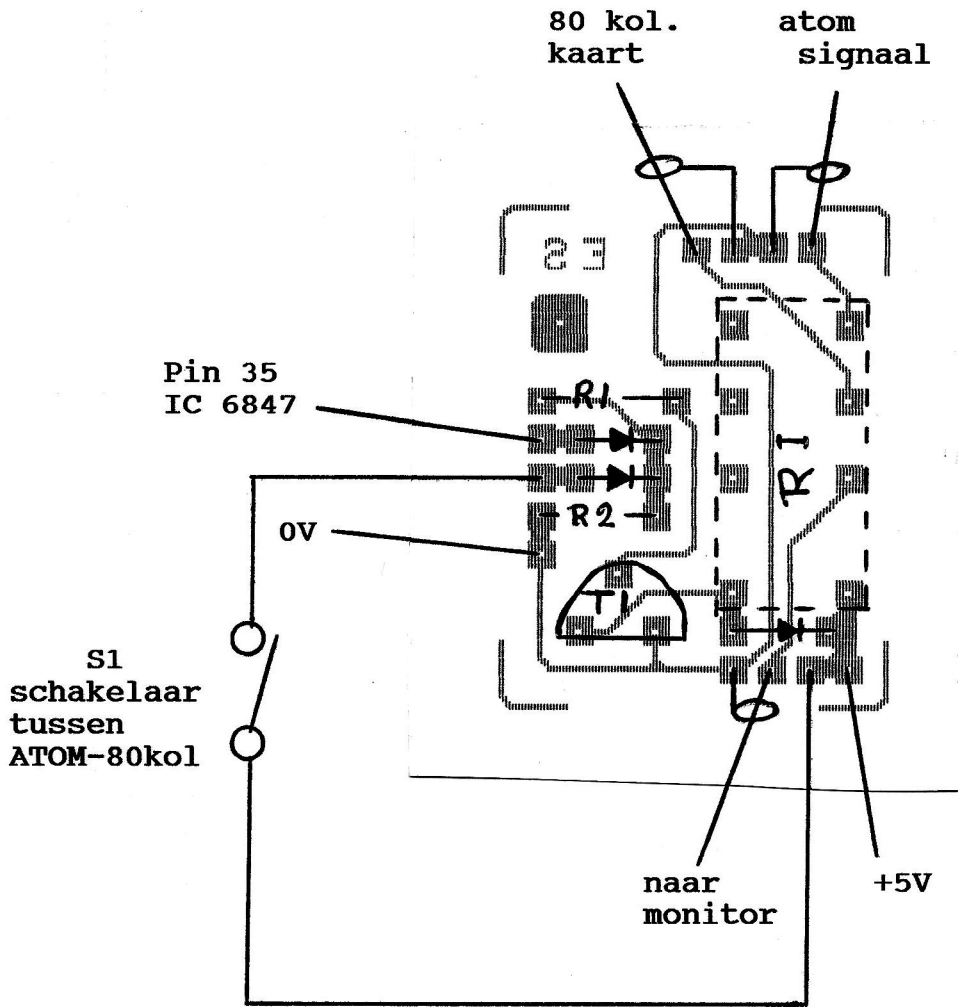 80 kol.
kaart
atom
signaal
ES
Pin 35
IC 6847
R1
R2
0V
T1
R I
S1
schakelaar
tussen
ATOM-80kol
naar
monitor
+5V